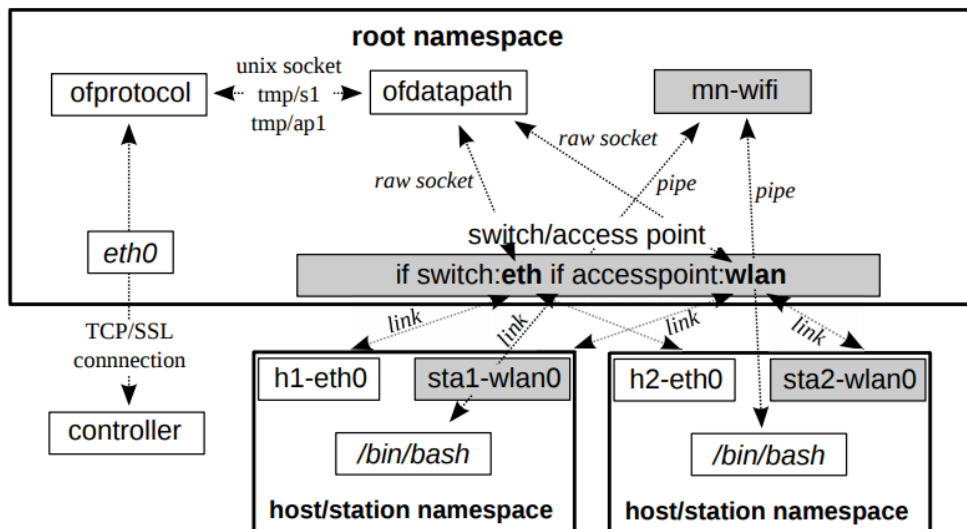 root namespace
unix socket
ofprotocol
tmp/s1
ofdatapath
mn-wifi
tmp/ap1
raw socket
raw socket
pipe
pipe
switch/access point
eth0
if switch:eth if accesspoint:wlan
TCP/SSL
connnection
link
link
link
link
h1-eth0
sta1-wlan0
h2-eth0
sta2-wlan0
controller
/bin/bash
/bin/bash
host/station namespace
host/station namespace